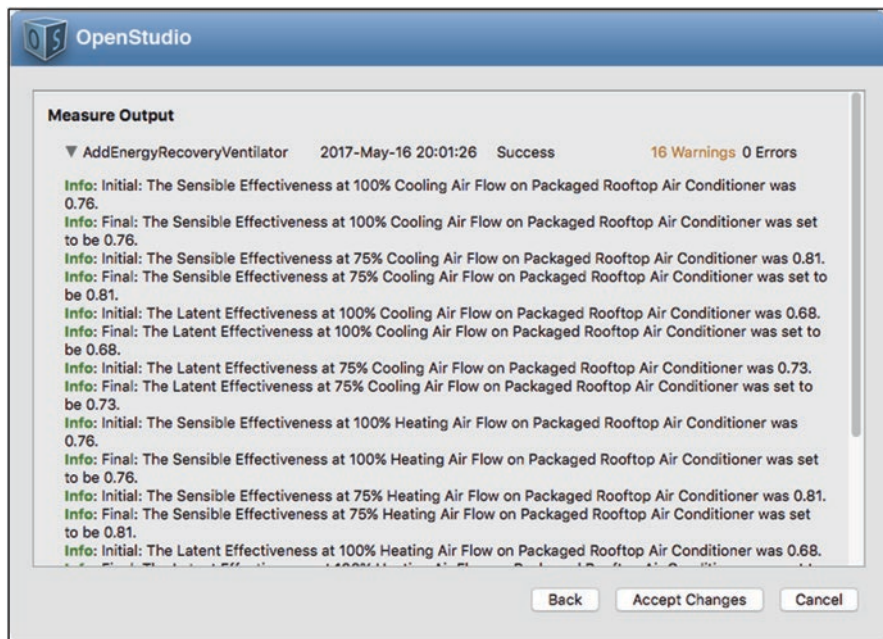 OS
OpenStudio
Measure Output
▼ AddEnergyRecoveryVentilator 2017-May-16 20:01:26 Success 16 Warnings 0 Errors
Info: Initial: The Sensible Effectiveness at 100% Cooling Air Flow on Packaged Rooftop Air Conditioner was
0.76.
Info: Final: The Sensible Effectiveness at 100% Cooling Air Flow on Packaged Rooftop Air Conditioner was set
to be 0.76.
Info: Initial: The Sensible Effectiveness at 75% Cooling Air Flow on Packaged Rooftop Air Conditioner was 0.81.
Info: Final: The Sensible Effectiveness at 75% Cooling Air Flow on Packaged Rooftop Air Conditioner was set to
be 0.81.
Info: Initial: The Latent Effectiveness at 100% Cooling Air Flow on Packaged Rooftop Air Conditioner was 0.68.
Info: Final: The Latent Effectiveness at 100% Cooling Air Flow on Packaged Rooftop Air Conditioner was set to
be 0.68.
Info: Initial: The Latent Effectiveness at 75% Cooling Air Flow on Packaged Rooftop Air Conditioner was 0.73.
Info: Final: The Latent Effectiveness at 75% Cooling Air Flow on Packaged Rooftop Air Conditioner was set to
be 0.73.
Info: Initial: The Sensible Effectiveness at 100% Heating Air Flow on Packaged Rooftop Air Conditioner was
0.76.
Info: Final: The Sensible Effectiveness at 100% Heating Air Flow on Packaged Rooftop Air Conditioner was set
to be 0.76.
Info: Initial: The Sensible Effectiveness at 75% Heating Air Flow on Packaged Rooftop Air Conditioner was 0.81.
Info: Final: The Sensible Effectiveness at 75% Heating Air Flow on Packaged Rooftop Air Conditioner was set
to be 0.81.
Info: Initial: The Latent Effectiveness at 100% Heating Air Flow on Packaged Rooftop Air Conditioner was 0.68.
Back Accept Changes Cancel